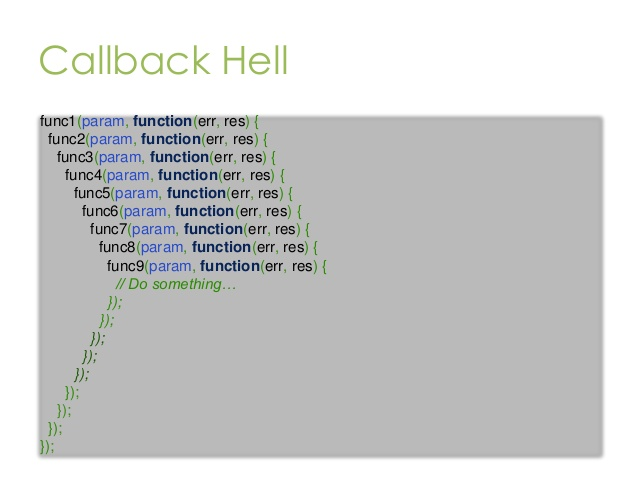 Callback Hell
func1(param, function(err, res) {
func2(param, function(err, res) {
func3(param, function(err, res) {
func4(param, function(err, res) {
func5(param, function(err, res) {
func6(param, function(err, res) {
func7(param, function(err, res) {
func8(param, function(err, res) {
func9(param, function(err, res) {
// Do something…
});
});
});
});
});
});
});
});
});